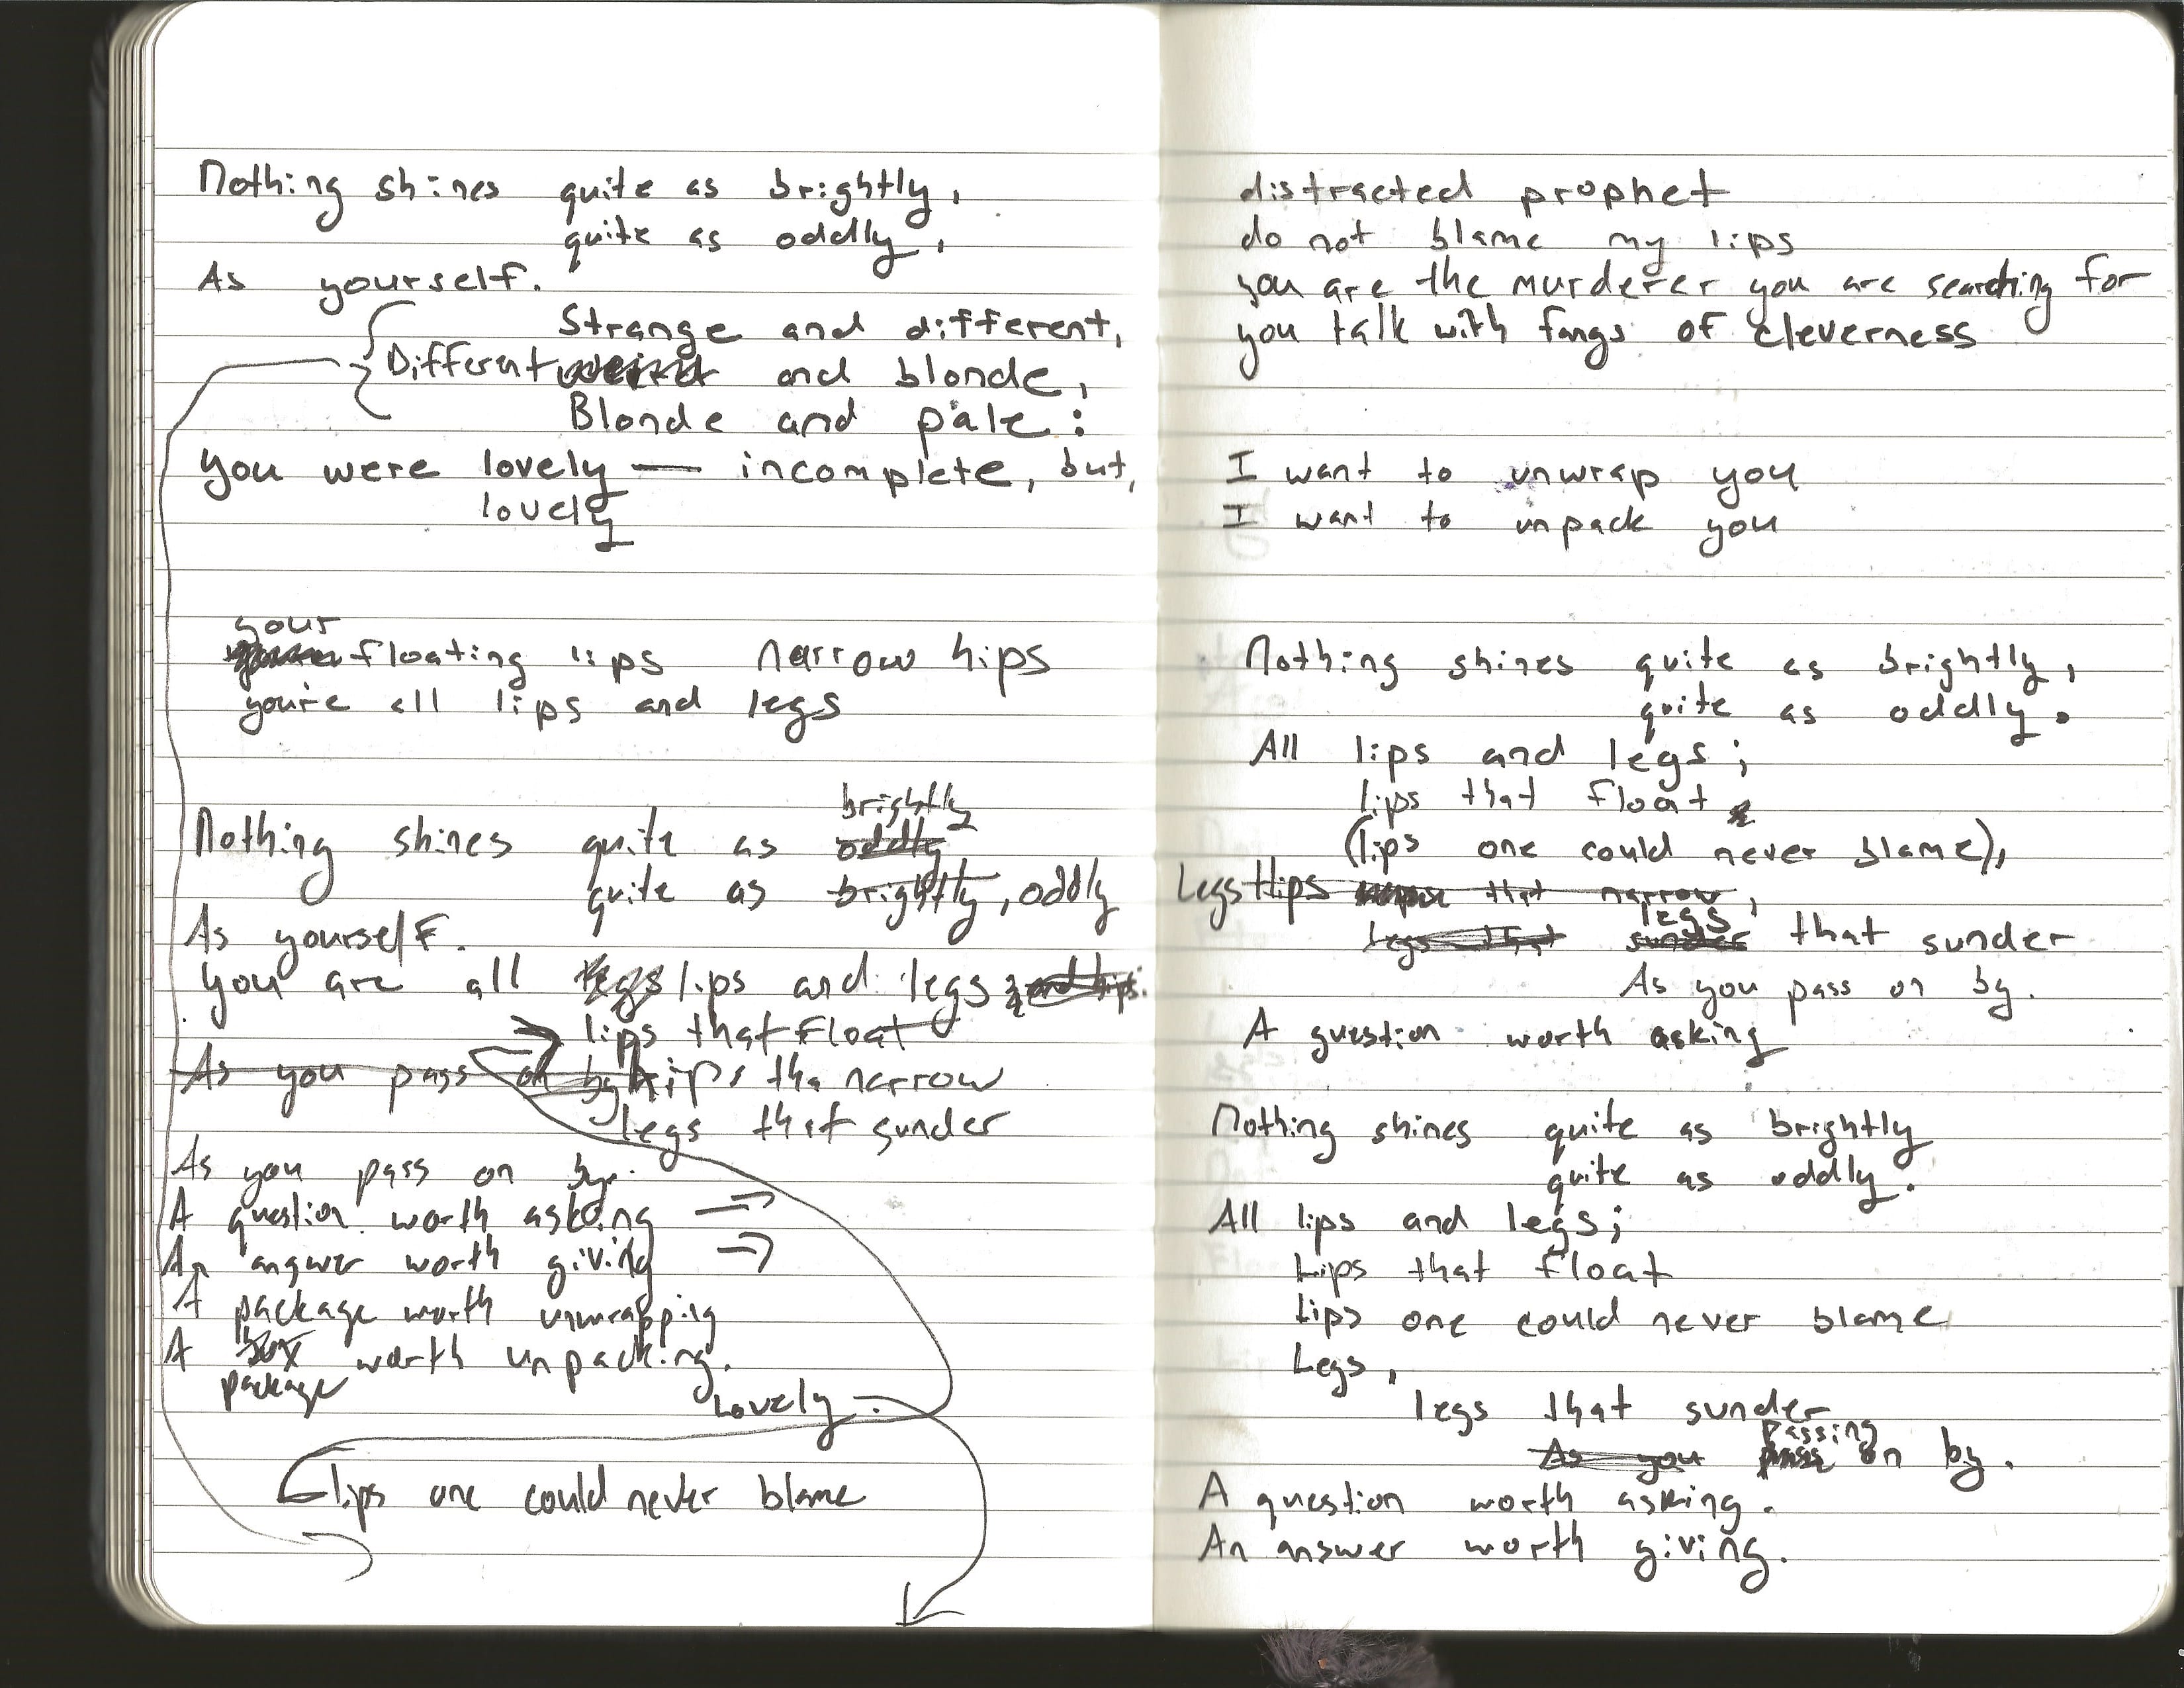 Nothing shines quite as brightly,
quite as oddly,
As yourself.
Strange and different,
Different weird and blonde,
Blonde and pale:
you were lovely — incomplete, but,
lovely
your
floating lips narrow hips
you're all lips and legs
brightly
Nothing shines quite as oddly
quite as brightly, oddly
As yourself.
you are all legs lips and legs; and hips.
lips that float
As you pass on by hips tha narrow
legs that sunder
As you pass on by.
A question worth asking
An answer worth giving
A package worth unwrapping
A box worth unpacking.
package
Lovely.
lips one could never blame
distracted prophet
do not blame my lips
you are the murderer you are searching for
you talk with fangs of cleverness
I want to unwrap you
I want to unpack you
Nothing shines quite as brightly,
quite as oddly.
All lips and legs;
lips that float
(lips one could never blame),
Legs Hips that narrow,
legs
Legs that sunder that sunder
As you pass on by.
A question worth asking
Nothing shines quite as brightly
quite as oddly.
All lips and legs;
Lips that float
Lips one could never blame
Legs,
legs that sunder
passing
As you pass on by.
A question worth asking.
An answer worth giving.